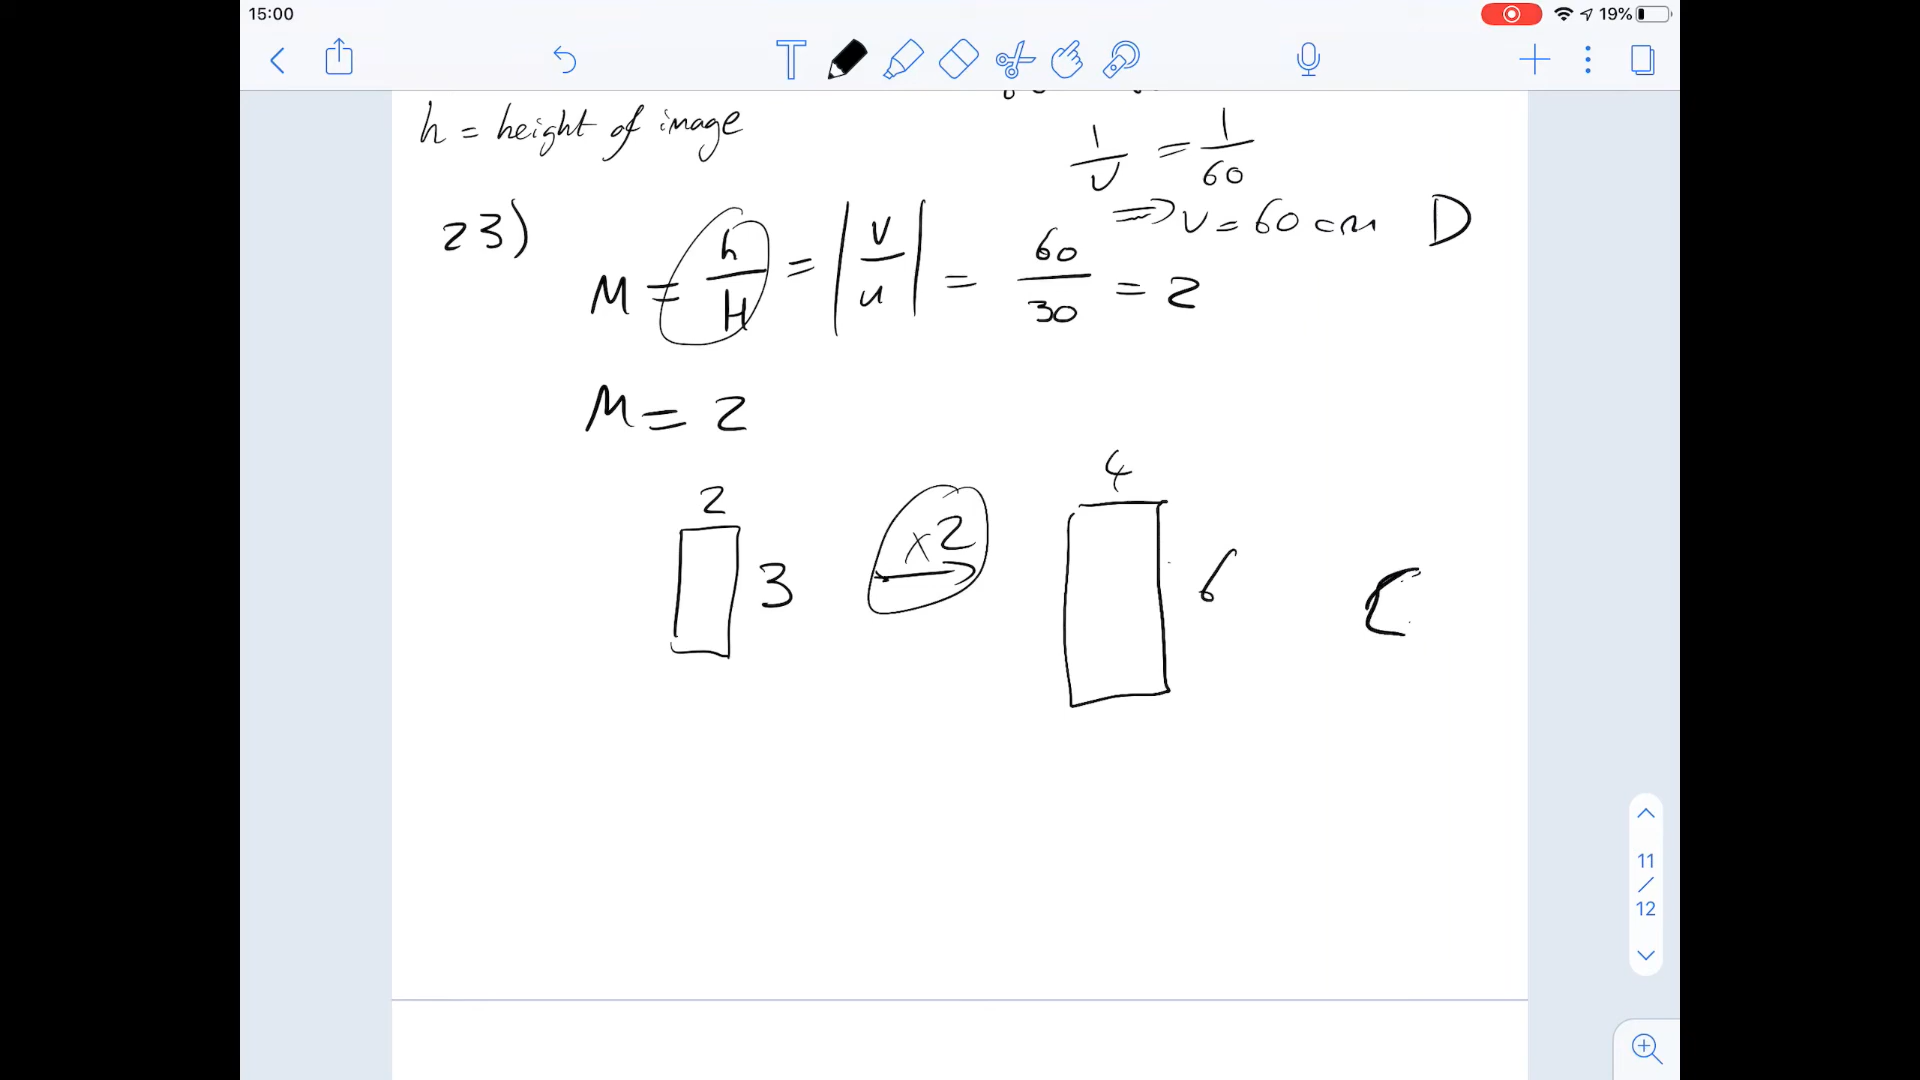 15:00
19%
h = height of image
1/v = 1/60
⇒ v = 60 cm D
23)
M = h/H = |v/u| = 60/30 = 2
M = 2
2
3
×2
4
6
C
11
/
12